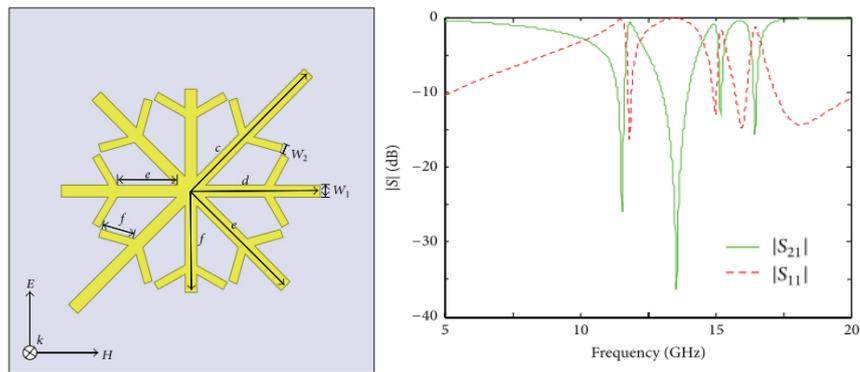 c
W₂
e
d
W₁
f
e
f
E
k
H
0
−10
−20
−30
−40
|S| (dB)
|S₂₁|
|S₁₁|
5
10
15
20
Frequency (GHz)